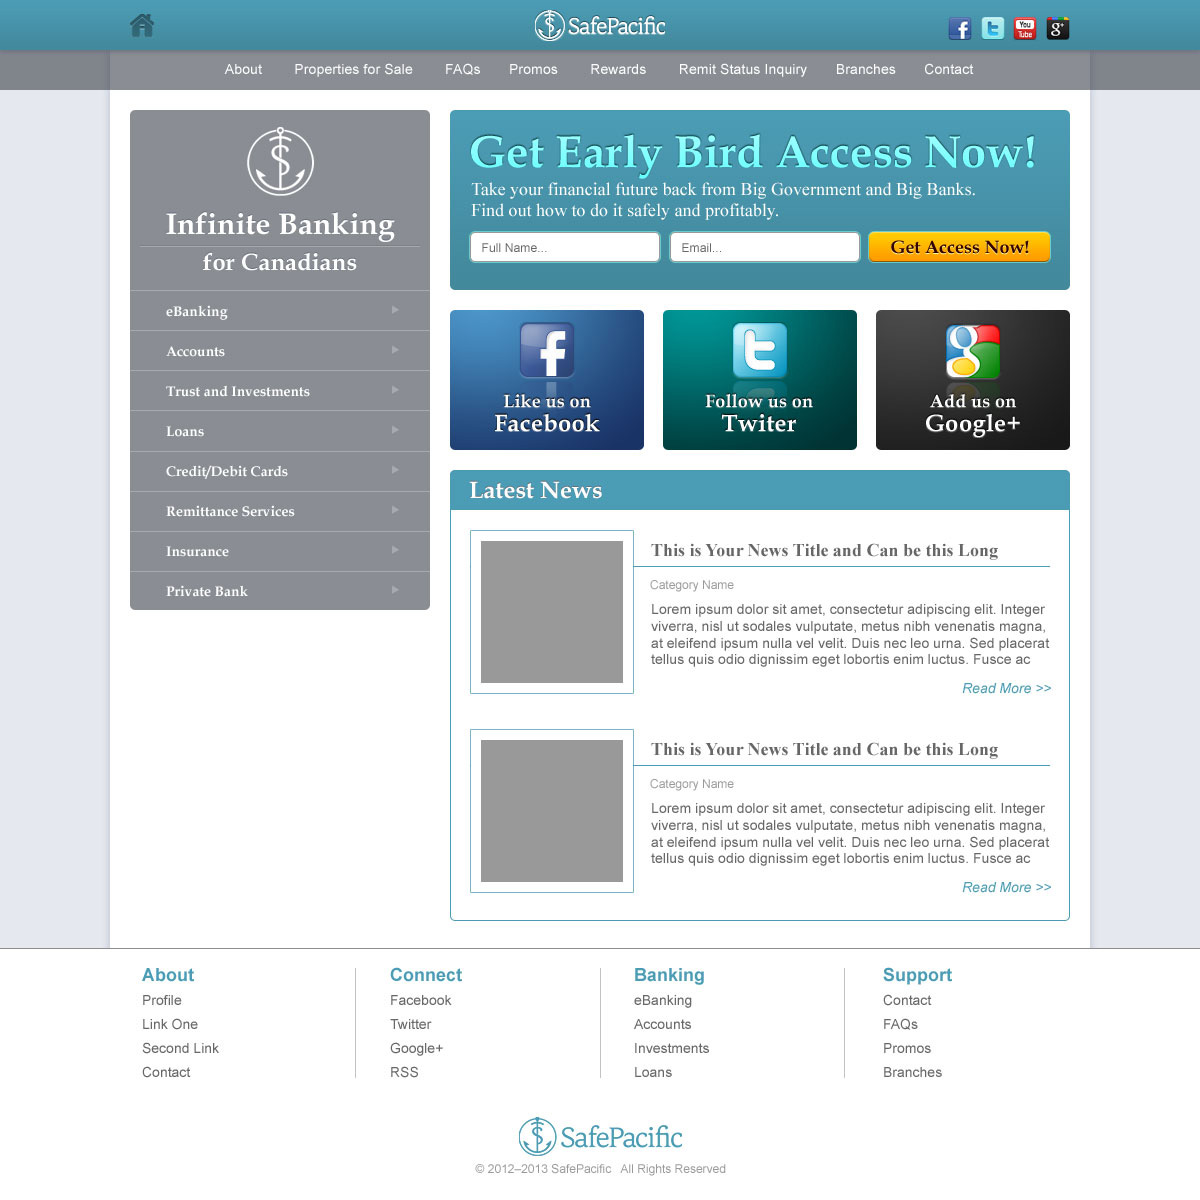 SafePacific
You
Tube
g+
About Properties for Sale FAQs Promos Rewards Remit Status Inquiry Branches Contact
Infinite Banking
for Canadians
eBanking
Accounts
Trust and Investments
Loans
Credit/Debit Cards
Remittance Services
Insurance
Private Bank
Get Early Bird Access Now!
Take your financial future back from Big Government and Big Banks.
Find out how to do it safely and profitably.
Full Name... Email... Get Access Now!
Like us on
Facebook
Follow us on
Twiter
Add us on
Google+
Latest News
This is Your News Title and Can be this Long
Category Name
Lorem ipsum dolor sit amet, consectetur adipiscing elit. Integer
viverra, nisl ut sodales vulputate, metus nibh venenatis magna,
at eleifend ipsum nulla vel velit. Duis nec leo urna. Sed placerat
tellus quis odio dignissim eget lobortis enim luctus. Fusce ac
Read More >>
This is Your News Title and Can be this Long
Category Name
Lorem ipsum dolor sit amet, consectetur adipiscing elit. Integer
viverra, nisl ut sodales vulputate, metus nibh venenatis magna,
at eleifend ipsum nulla vel velit. Duis nec leo urna. Sed placerat
tellus quis odio dignissim eget lobortis enim luctus. Fusce ac
Read More >>
About
Profile
Link One
Second Link
Contact
Connect
Facebook
Twitter
Google+
RSS
Banking
eBanking
Accounts
Investments
Loans
Support
Contact
FAQs
Promos
Branches
SafePacific
© 2012–2013 SafePacific All Rights Reserved